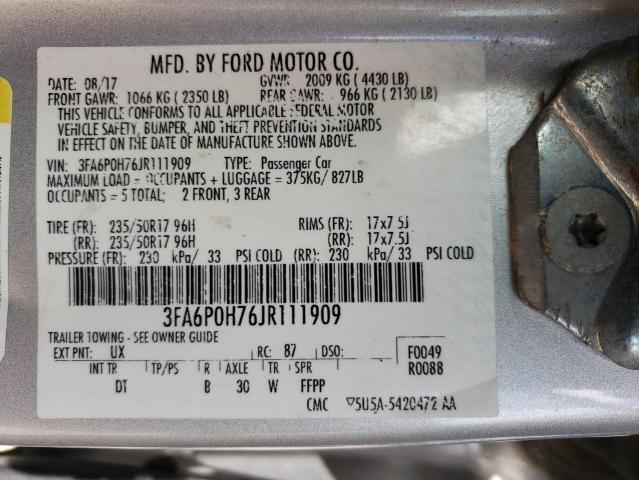 MFD. BY FORD MOTOR CO.
DATE: 08/17 GVWR: 2009 KG (4430 LB)
FRONT GAWR: 1066 KG (2350 LB) REAR GAWR: 966 KG (2130 LB)
THIS VEHICLE CONFORMS TO ALL APPLICABLE FEDERAL MOTOR
VEHICLE SAFETY, BUMPER, AND THEFT PREVENTION STANDARDS
IN EFFECT ON THE DATE OF MANUFACTURE SHOWN ABOVE.
VIN: 3FA6P0H76JR111909 TYPE: Passenger Car
MAXIMUM LOAD = OCCUPANTS + LUGGAGE = 375KG/ 827LB
OCCUPANTS = 5 TOTAL; 2 FRONT, 3 REAR
TIRE (FR): 235/50R17 96H RIMS (FR): 17x7.5J
(RR): 235/50R17 96H (RR): 17x7.5J
PRESSURE (FR): 230 kPa/ 33 PSI COLD (RR): 230 kPa/ 33 PSI COLD
3FA6P0H76JR111909
TRAILER TOWING - SEE OWNER GUIDE
EXT PNT: UX RC: 87 DSO: F0049
INT TR TP/PS R AXLE TR SPR R0088
DT B 30 W FFPP
CMC ▽5U5A-5420472 AA